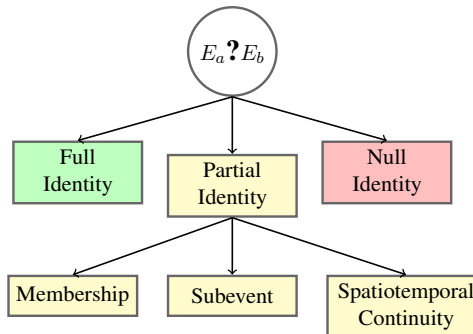 E_a ? E_b
Full
Identity
Partial
Identity
Null
Identity
Membership
Subevent
Spatiotemporal
Continuity